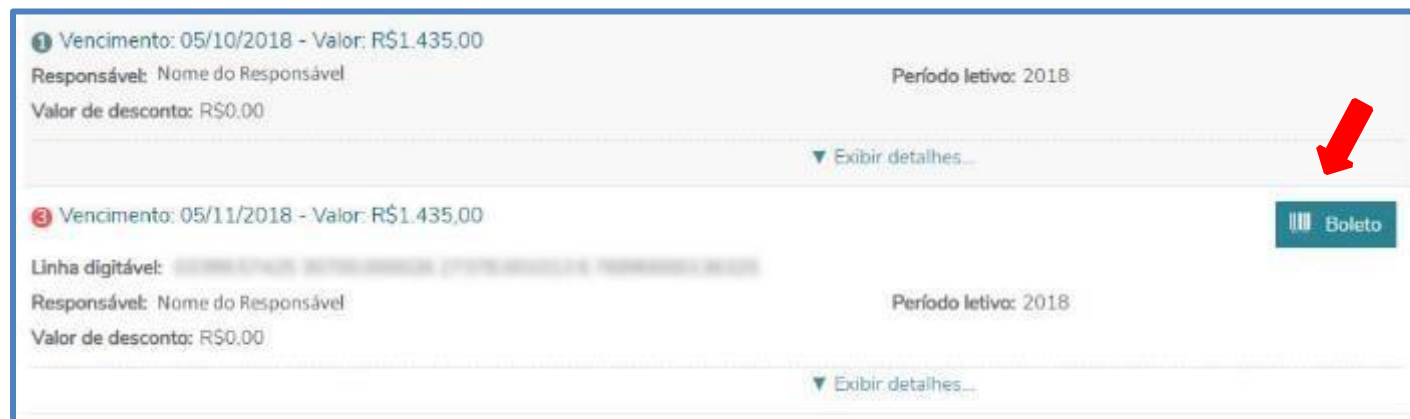 1 Vencimento: 05/10/2018 - Valor: R$1.435,00
Responsável: Nome do Responsável Período letivo: 2018
Valor de desconto: R$0,00
▼ Exibir detalhes...
3 Vencimento: 05/11/2018 - Valor: R$1.435,00 Boleto
Linha digitável:
Responsável: Nome do Responsável Período letivo: 2018
Valor de desconto: R$0,00
▼ Exibir detalhes...